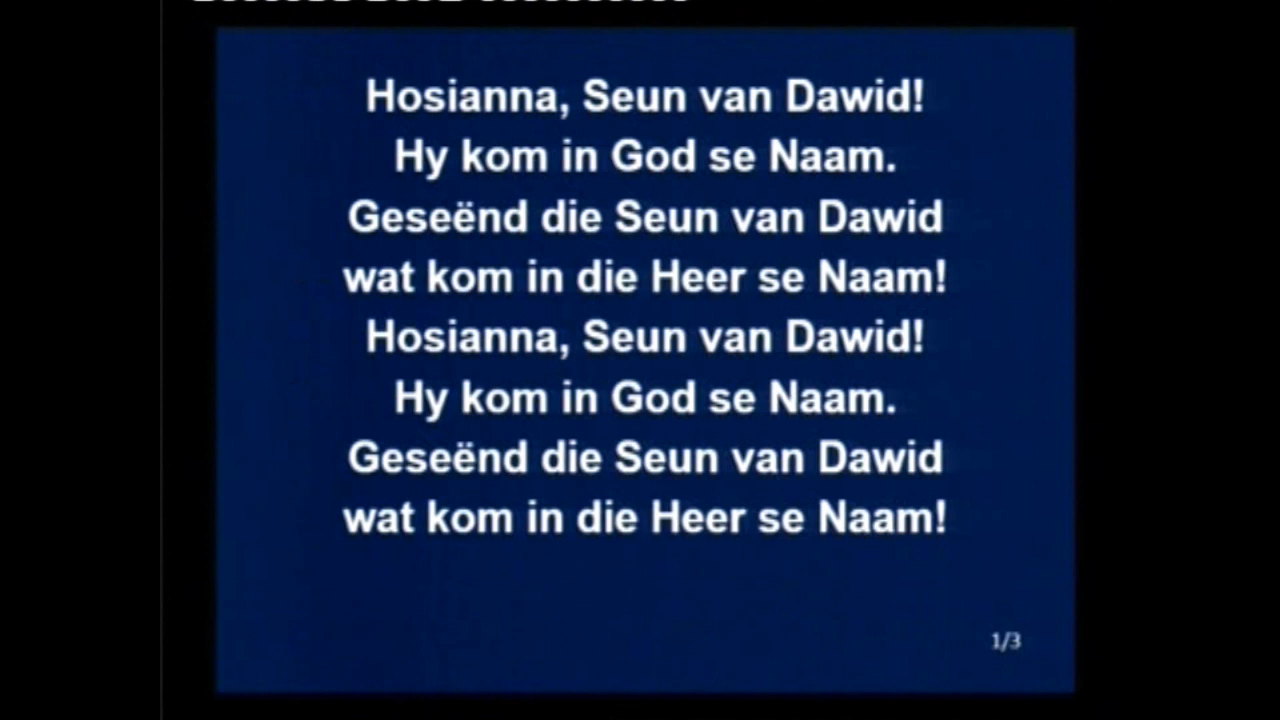 Hosianna, Seun van Dawid!
Hy kom in God se Naam.
Geseënd die Seun van Dawid
wat kom in die Heer se Naam!
Hosianna, Seun van Dawid!
Hy kom in God se Naam.
Geseënd die Seun van Dawid
wat kom in die Heer se Naam!
1/3